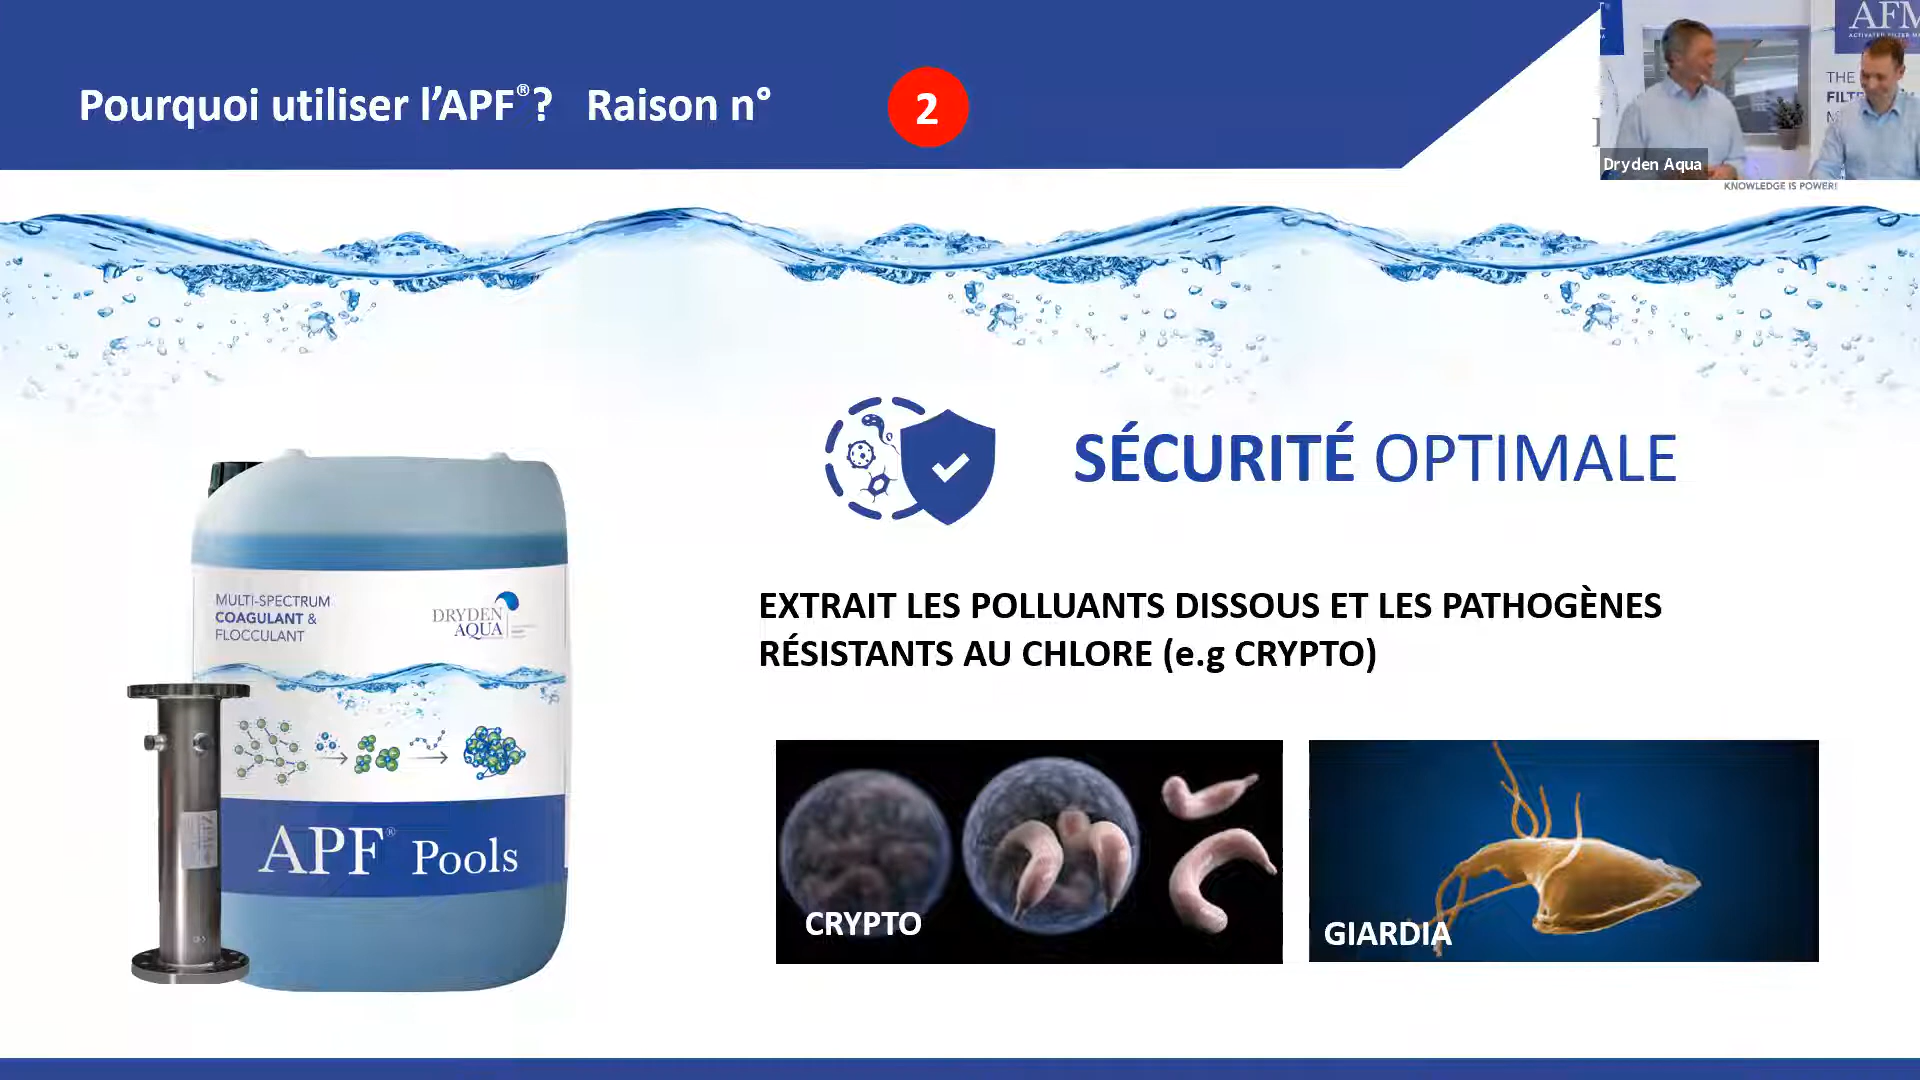 Pourquoi utiliser l’APF®? Raison n° 2
AFM
THE
Dryden Aqua
KNOWLEDGE IS POWER!
SÉCURITÉ OPTIMALE
EXTRAIT LES POLLUANTS DISSOUS ET LES PATHOGÈNES
RÉSISTANTS AU CHLORE (e.g CRYPTO)
MULTI-SPECTRUM
COAGULANT &
FLOCCULANT
DRYDEN
AQUA
APF® Pools
CRYPTO
GIARDIA